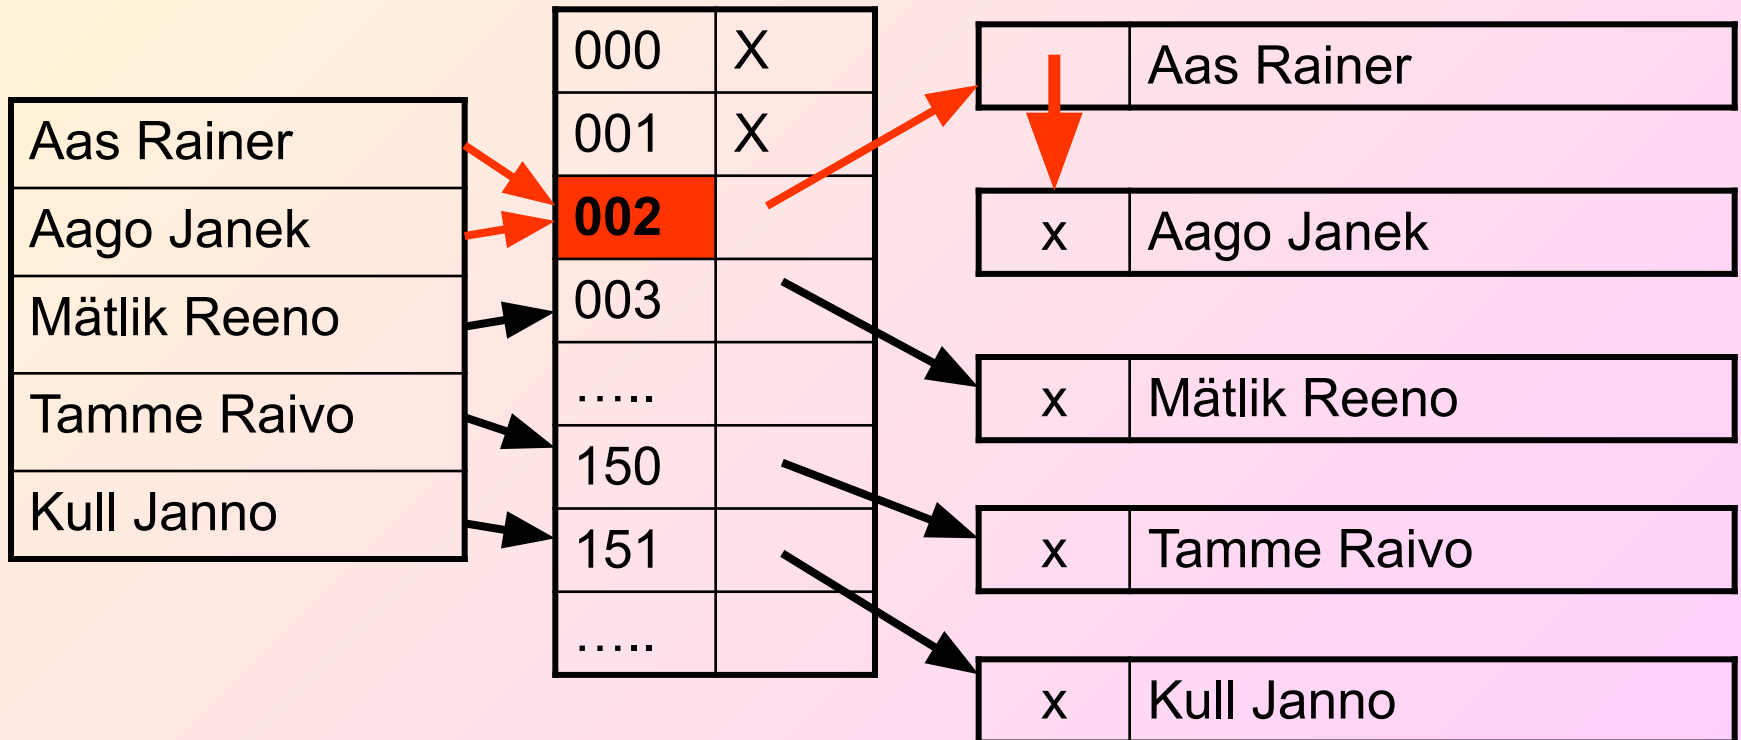 Aas Rainer
Aago Janek
Mätlik Reeno
Tamme Raivo
Kull Janno
000 X
001 X
002
003
…..
150
151
…..
Aas Rainer
x Aago Janek
x Mätlik Reeno
x Tamme Raivo
x Kull Janno